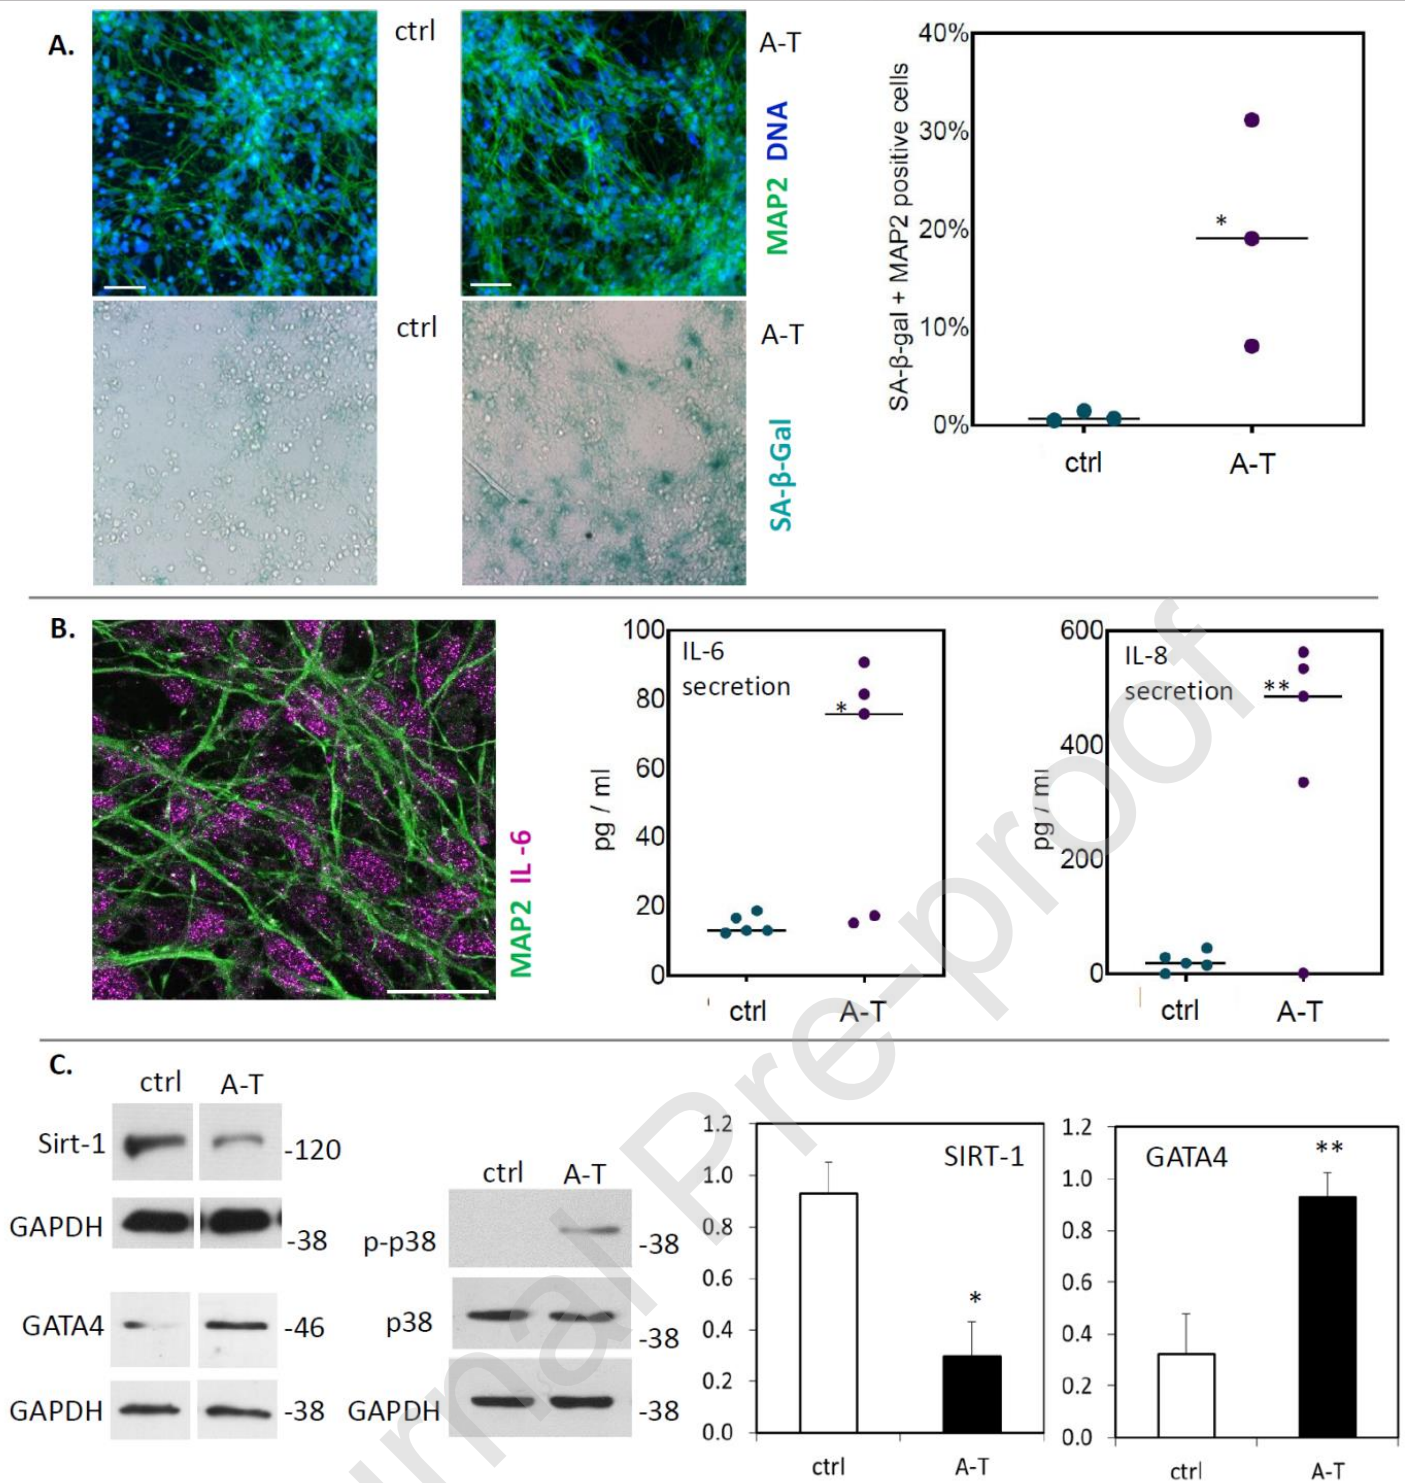 A.
ctrl
A-T
MAP2 DNA
ctrl
A-T
SA-β-Gal
SA-β-gal + MAP2 positive cells
40%
30%
20%
10%
0%
*
ctrl
A-T
B.
MAP2 IL-6
pg / ml
100
80
60
40
20
0
IL-6
secretion
*
ctrl
A-T
pg / ml
600
400
200
0
IL-8
secretion
**
ctrl
A-T
C.
ctrl
A-T
Sirt-1
-120
GAPDH
-38
GATA4
-46
GAPDH
-38
ctrl
A-T
p-p38
-38
p38
-38
GAPDH
-38
1.2
1.0
0.8
0.6
0.4
0.2
0.0
SIRT-1
*
ctrl
A-T
1.2
1.0
0.8
0.6
0.4
0.2
0.0
GATA4
**
ctrl
A-T
urnal Pre-proof